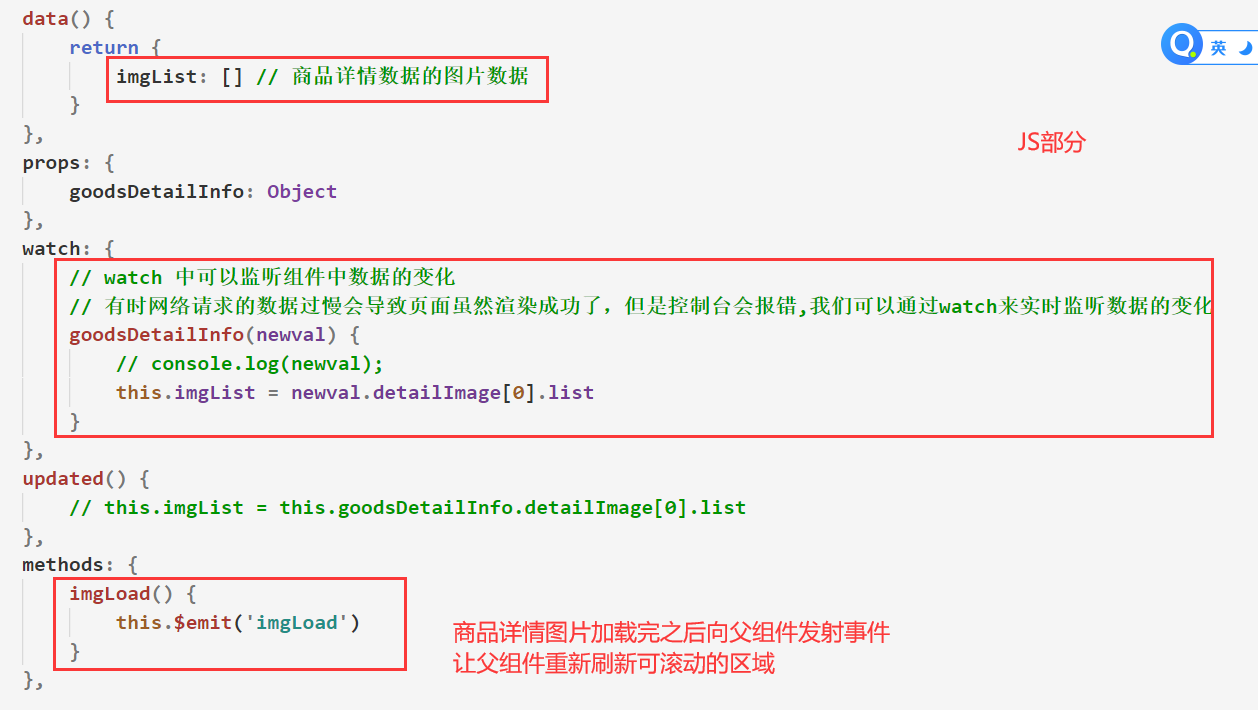 data() {
return {
imgList: [] // 商品详情数据的图片数据
}
},
props: {
goodsDetailInfo: Object
},
watch: {
// watch 中可以监听组件中数据的变化
// 有时网络请求的数据过慢会导致页面虽然渲染成功了，但是控制台会报错,我们可以通过watch来实时监听数据的变化
goodsDetailInfo(newval) {
// console.log(newval);
this.imgList = newval.detailImage[0].list
}
},
updated() {
// this.imgList = this.goodsDetailInfo.detailImage[0].list
},
methods: {
imgLoad() {
this.$emit('imgLoad')
}
},
英
JS部分
商品详情图片加载完之后向父组件发射事件
让父组件重新刷新可滚动的区域